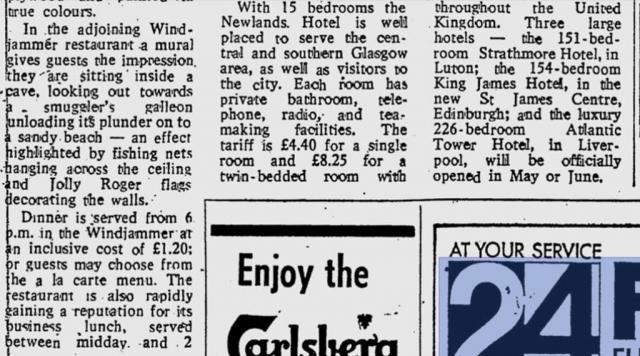 true colours.
In the adjoining Wind-
jammer restaurant a mural
gives guests the impression
they are sitting inside a
cave, looking out towards
a smuggler's galleon
unloading its plunder on to
a sandy beach — an effect
highlighted by fishing nets
hanging across the ceiling
and Jolly Roger flags
decorating the walls.
Dinner is served from 6
p.m. in the Windjammer at
an inclusive cost of £1.20;
or guests may choose from
the a la carte menu. The
restaurant is also rapidly
gaining a reputation for its
business lunch, served
between midday and 2
With 15 bedrooms the
Newlands. Hotel is well
placed to serve the cen-
tral and southern Glasgow
area, as well as visitors to
the city. Each room has
private bathroom, tele-
phone, radio, and tea-
making facilities. The
tariff is £4.40 for a single
room and £8.25 for a
twin-bedded room with
throughout the United
Kingdom. Three large
hotels — the 151-bed-
room Strathmore Hotel, in
Luton; the 154-bedroom
King James Hotel, in the
new St James Centre,
Edinburgh; and the luxury
226-bedroom Atlantic
Tower Hotel, in Liver-
pool, will be officially
opened in May or June.
Enjoy the
Carlsberg
AT YOUR SERVICE
24